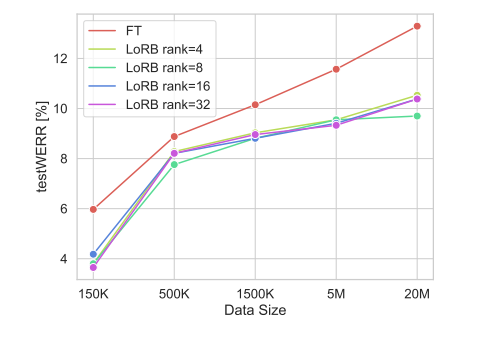 FT
LoRB rank=4
LoRB rank=8
LoRB rank=16
LoRB rank=32
testWERR [%]
12
10
8
6
4
150K 500K 1500K 5M 20M
Data Size